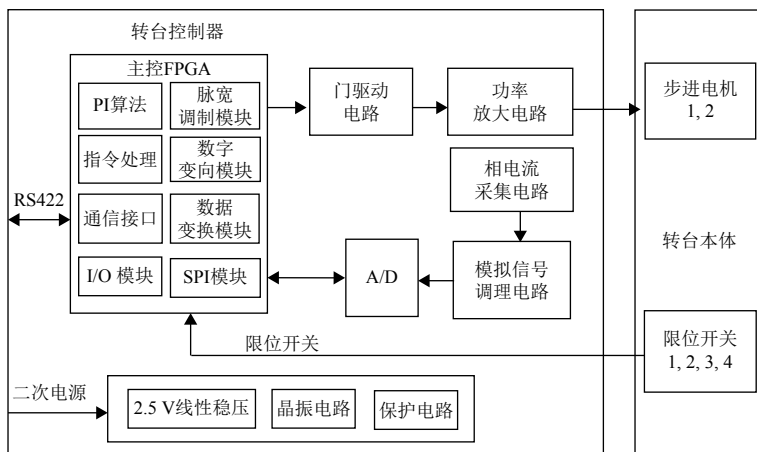 转台控制器
主控FPGA
PI算法
脉宽
调制模块
指令处理
数字
变向模块
通信接口
数据
变换模块
I/O 模块
SPI模块
RS422
门驱动
电路
功率
放大电路
步进电机
1, 2
相电流
采集电路
A/D
模拟信号
调理电路
转台本体
限位开关
限位开关
1, 2, 3, 4
二次电源
2.5 V线性稳压
晶振电路
保护电路